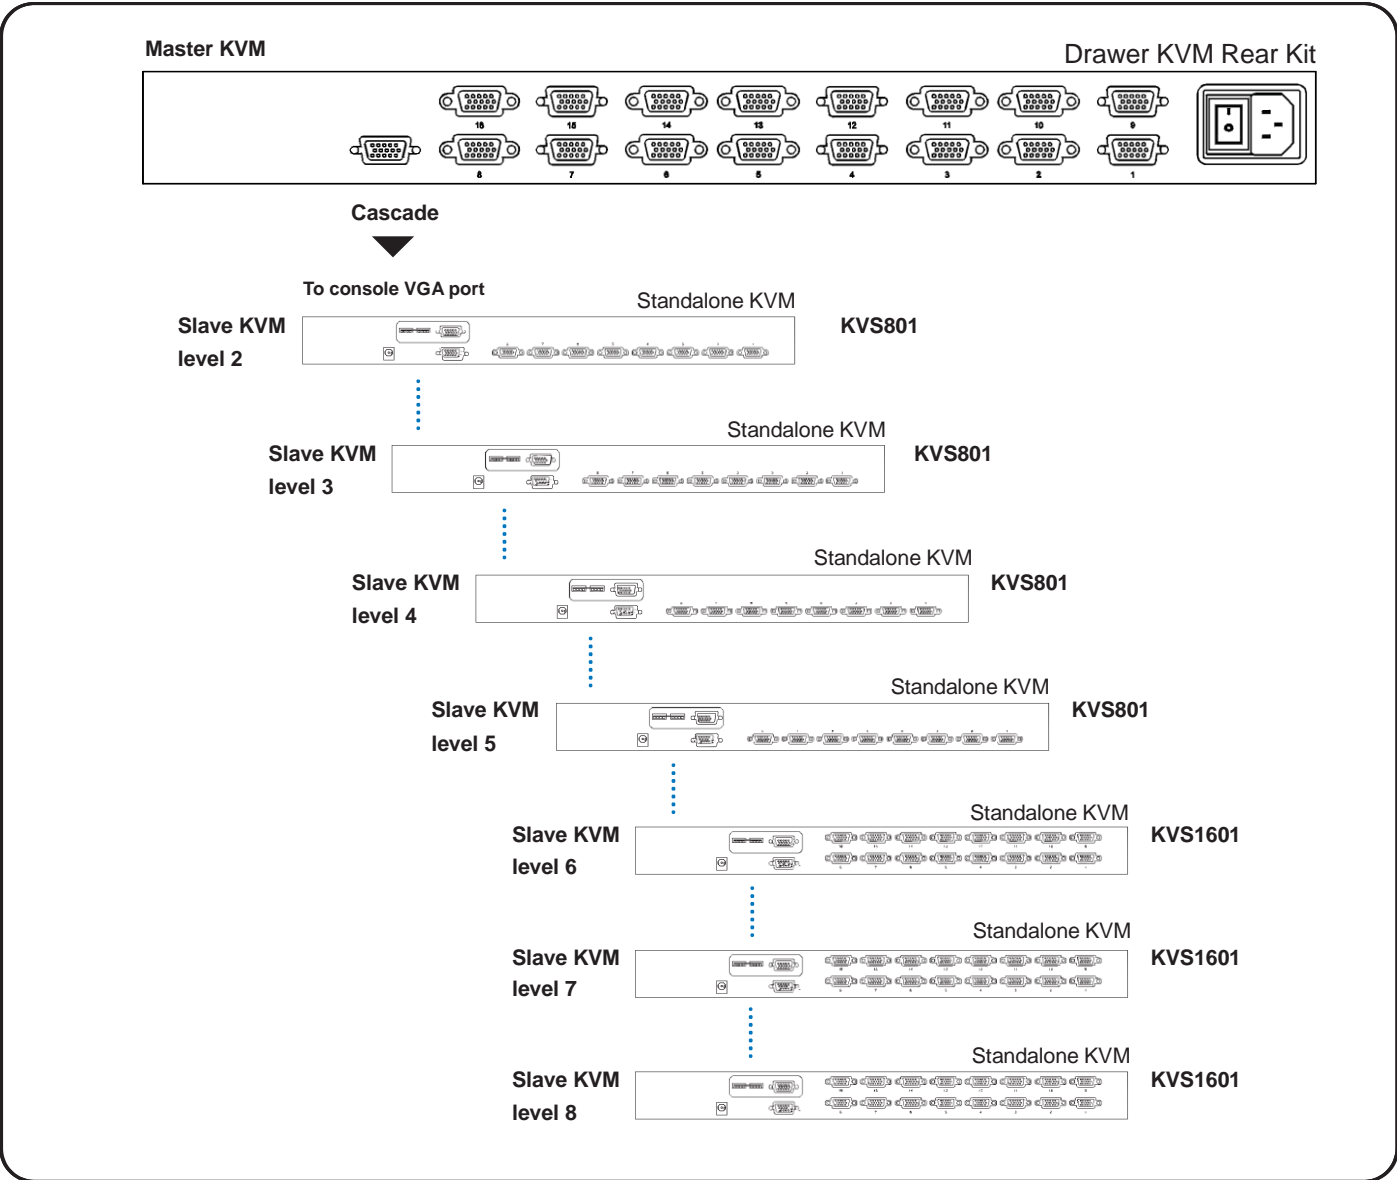 Master KVM
Drawer KVM Rear Kit
16 15 14 13 12 11 10 9
8 7 6 5 4 3 2 1
Cascade
To console VGA port
Standalone KVM
Slave KVM
level 2
KVS801
Standalone KVM
Slave KVM
level 3
KVS801
Standalone KVM
Slave KVM
level 4
KVS801
Standalone KVM
Slave KVM
level 5
KVS801
Standalone KVM
Slave KVM
level 6
KVS1601
Standalone KVM
Slave KVM
level 7
KVS1601
Standalone KVM
Slave KVM
level 8
KVS1601